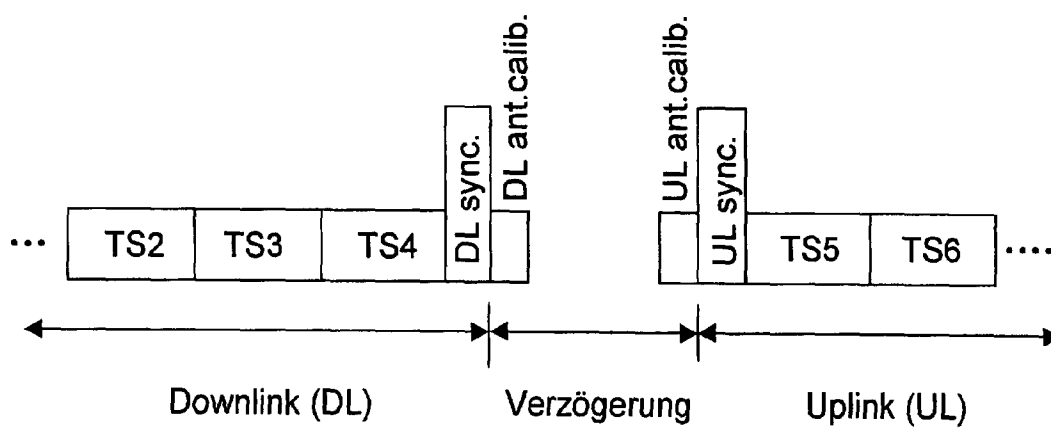 DL ant.calib.
UL ant.calib.
DL sync.
UL sync.
... TS2 TS3 TS4
TS5 TS6 ....
Downlink (DL) Verzögerung Uplink (UL)